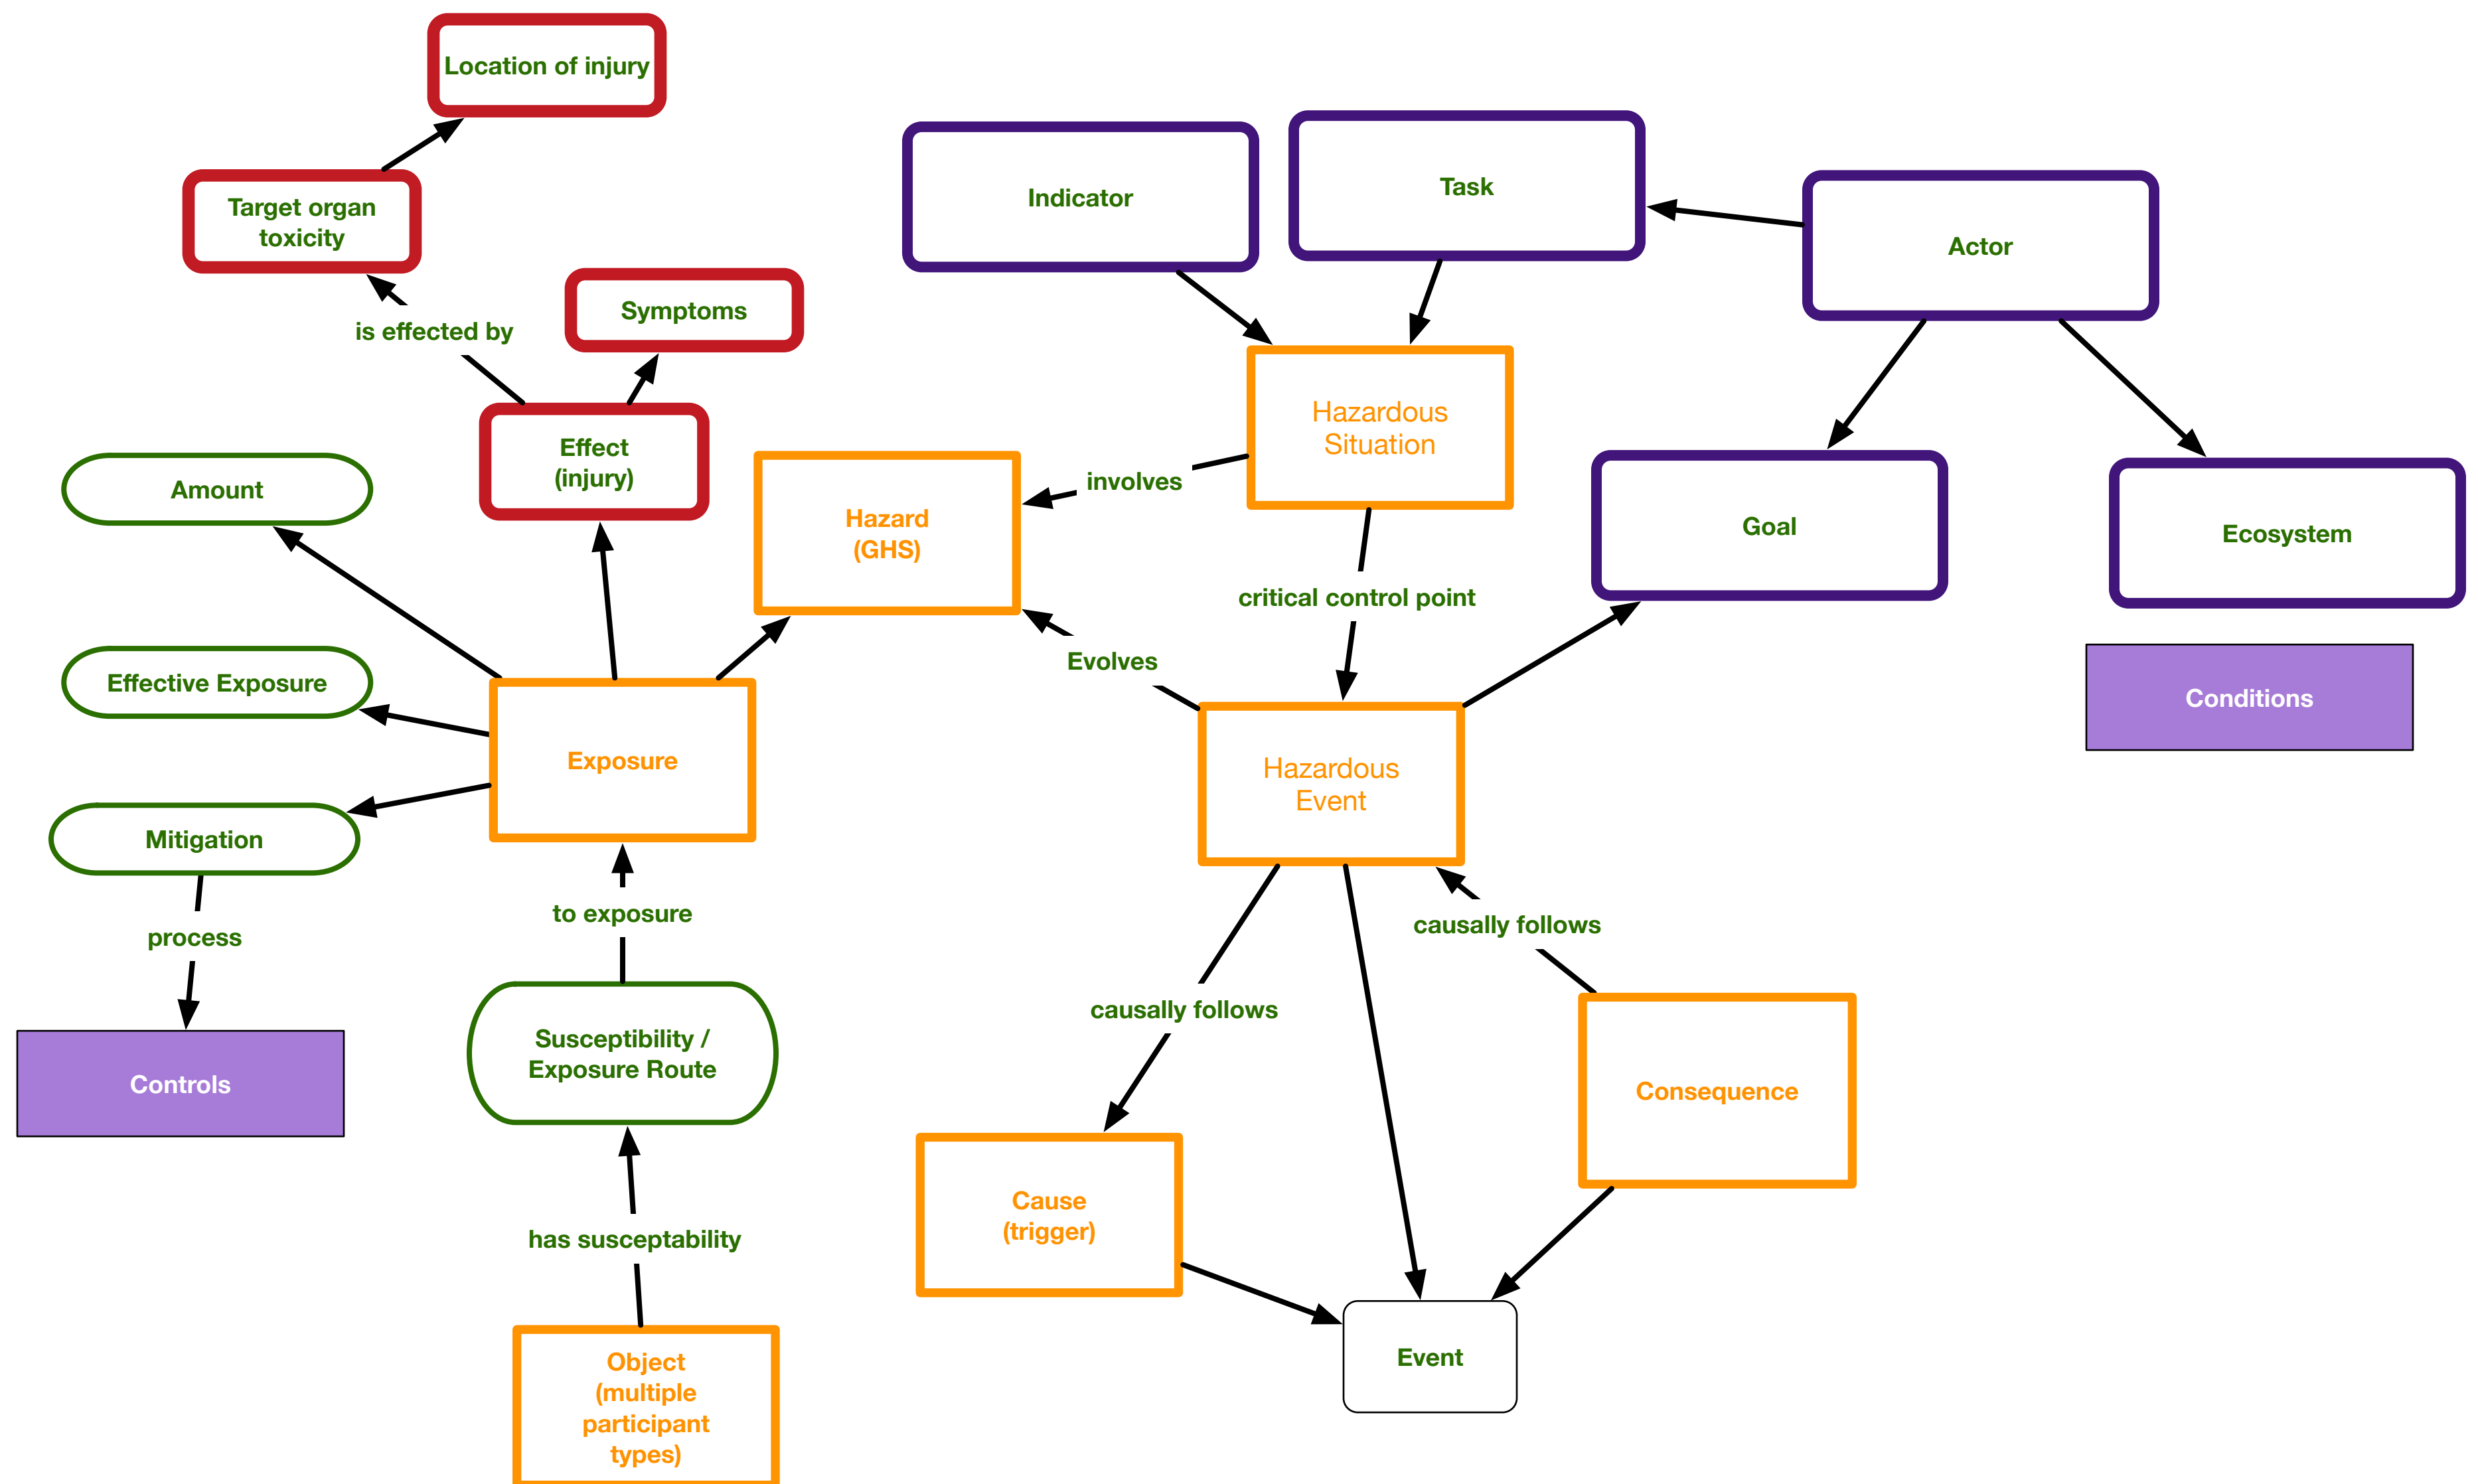 Location of injury
Target organ
toxicity
is effected by
Symptoms
Effect
(injury)
Amount
Effective Exposure
Mitigation
process
Controls
Exposure
to exposure
Susceptibility /
Exposure Route
has susceptability
Object
(multiple
participant
types)
Hazard
(GHS)
involves
Evolves
Indicator
Task
Actor
Hazardous
Situation
critical control point
Goal
Ecosystem
Conditions
Hazardous
Event
causally follows
causally follows
Consequence
Cause
(trigger)
Event